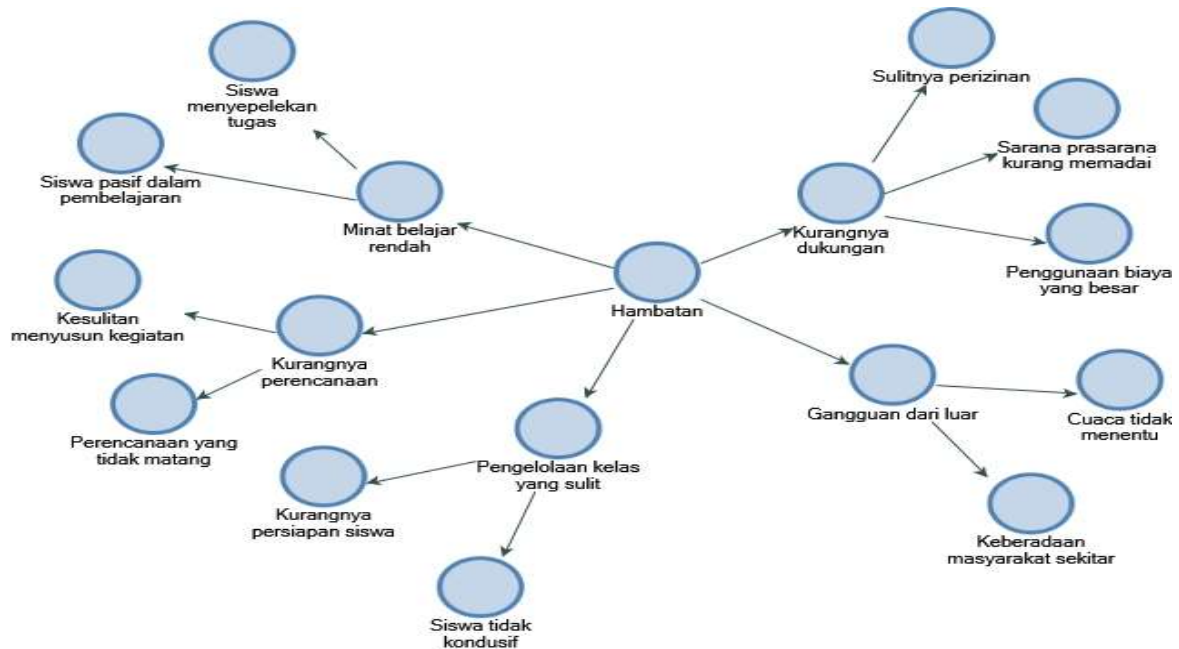 Siswa
menyepelekan
tugas
Sulitnya perizinan
Sarana prasarana
kurang memadai
Siswa pasif dalam
pembelajaran
Minat belajar
rendah
Kurangnya
dukungan
Penggunaan biaya
yang besar
Hambatan
Kesulitan
menyusun kegiatan
Kurangnya
perencanaan
Gangguan dari luar
Cuaca tidak
menentu
Perencanaan yang
tidak matang
Pengelolaan kelas
yang sulit
Kurangnya
persiapan siswa
Keberadaan
masyarakat sekitar
Siswa tidak
kondusif